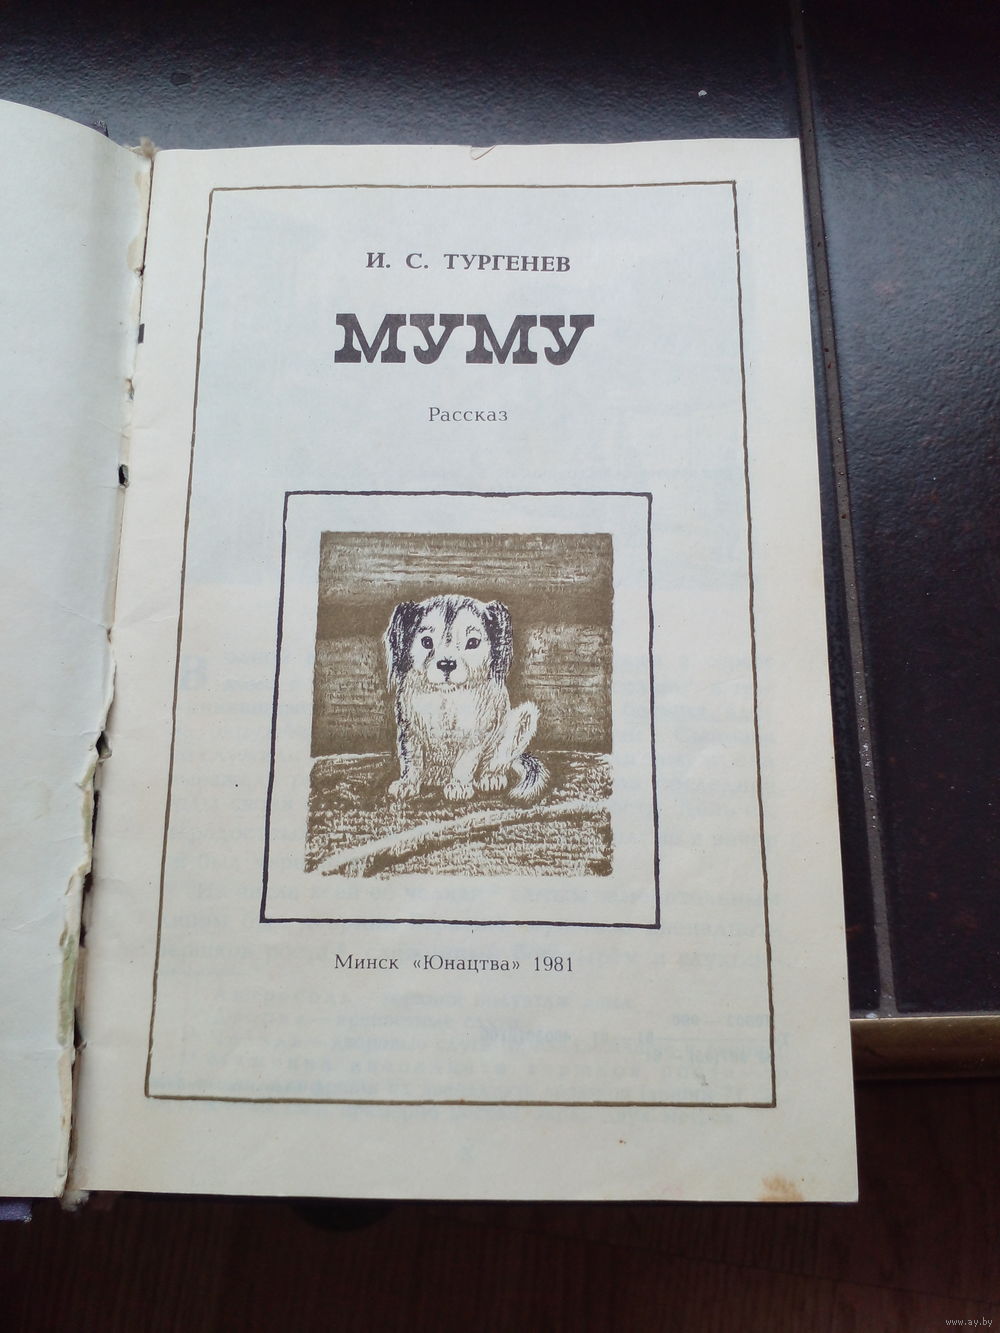 И. С. ТУРГЕНЕВ
МУМУ
Рассказ
Минск «Юнацтва» 1981
www.ay.by